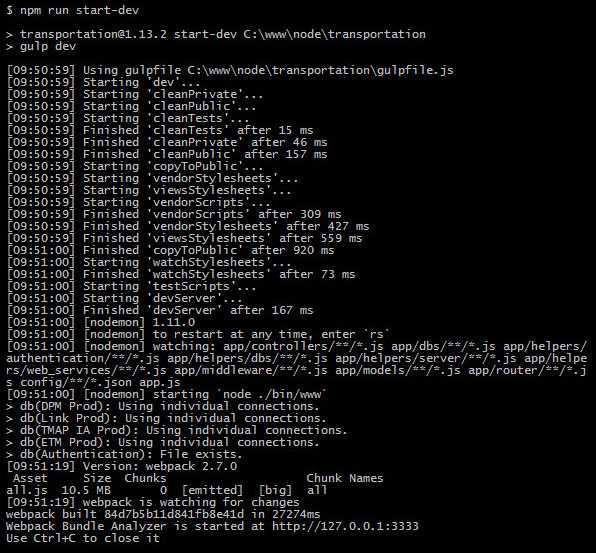 $ npm run start-dev
> transportation@1.13.2 start-dev C:\www\node\transportation
> gulp dev
[09:50:59] Using gulpfile C:\www\node\transportation\gulpfile.js
[09:50:59] Starting 'dev'...
[09:50:59] Starting 'cleanPrivate'...
[09:50:59] Starting 'cleanPublic'...
[09:50:59] Starting 'cleanTests'...
[09:50:59] Finished 'cleanTests' after 15 ms
[09:50:59] Finished 'cleanPrivate' after 46 ms
[09:50:59] Finished 'cleanPublic' after 157 ms
[09:50:59] Starting 'copyToPublic'...
[09:50:59] Starting 'vendorStylesheets'...
[09:50:59] Starting 'viewsStylesheets'...
[09:50:59] Starting 'vendorScripts'...
[09:50:59] Finished 'vendorScripts' after 309 ms
[09:50:59] Finished 'vendorStylesheets' after 427 ms
[09:50:59] Finished 'viewsStylesheets' after 559 ms
[09:51:00] Finished 'copyToPublic' after 920 ms
[09:51:00] Starting 'watchStylesheets'...
[09:51:00] Finished 'watchStylesheets' after 73 ms
[09:51:00] Starting 'testScripts'...
[09:51:00] Starting 'devServer'...
[09:51:00] Finished 'devServer' after 167 ms
[09:51:00] [nodemon] 1.11.0
[09:51:00] [nodemon] to restart at any time, enter `rs`
[09:51:00] [nodemon] watching: app/controllers/**/*.js app/dbs/**/*.js app/helpers/
authentication/**/*.js app/helpers/dbs/**/*.js app/helpers/server/**/*.js app/helpe
rs/web_services/**/*.js app/middleware/**/*.js app/models/**/*.js app/router/**/*.j
s config/**/*.json app.js
[09:51:00] [nodemon] starting `node ./bin/www`
> db(DPM Prod): Using individual connections.
> db(Link Prod): Using individual connections.
> db(TMAP IA Prod): Using individual connections.
> db(ETM Prod): Using individual connections.
> db(Authentication): File exists.
[09:51:19] Version: webpack 2.7.0
Asset Size Chunks Chunk Names
all.js 10.5 MB 0 [emitted] [big] all
[09:51:19] webpack is watching for changes
webpack built 84d7b5b11d841fb8e41d in 27274ms
Webpack Bundle Analyzer is started at http://127.0.0.1:3333
Use Ctrl+C to close it